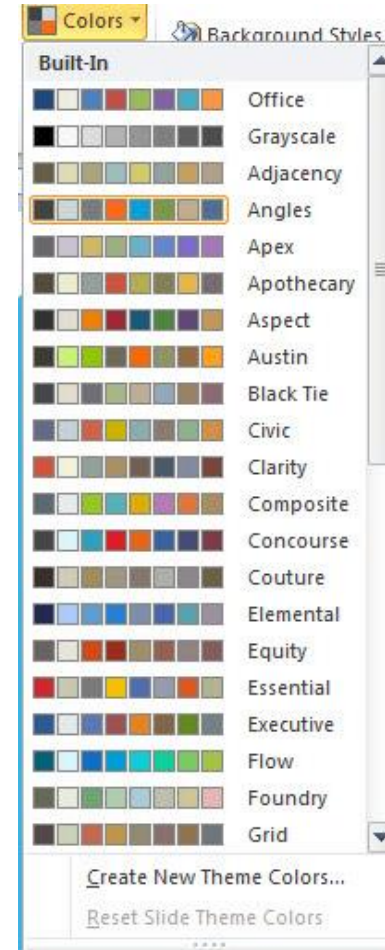 Colors
Background Styles
Built-In
Office
Grayscale
Adjacency
Angles
Apex
Apothecary
Aspect
Austin
Black Tie
Civic
Clarity
Composite
Concourse
Couture
Elemental
Equity
Essential
Executive
Flow
Foundry
Grid
Create New Theme Colors...
Reset Slide Theme Colors